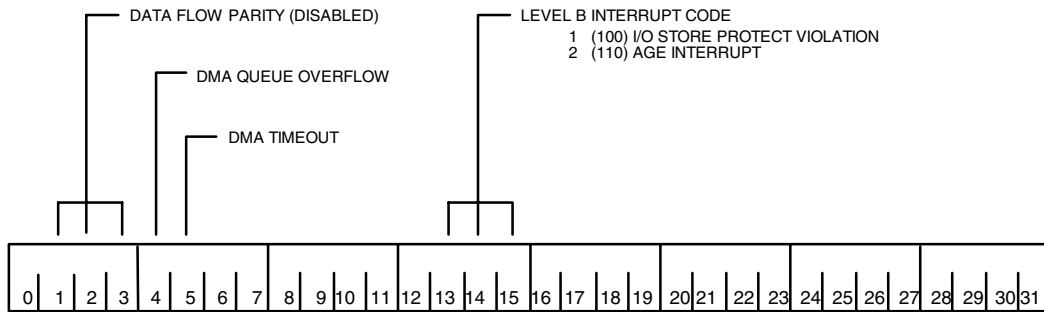 DATA FLOW PARITY (DISABLED)
LEVEL B INTERRUPT CODE
1 (100) I/O STORE PROTECT VIOLATION
2 (110) AGE INTERRUPT
DMA QUEUE OVERFLOW
DMA TIMEOUT
0 1 2 3 4 5 6 7 8 9 10 11 12 13 14 15 16 17 18 19 20 21 22 23 24 25 26 27 28 29 30 31